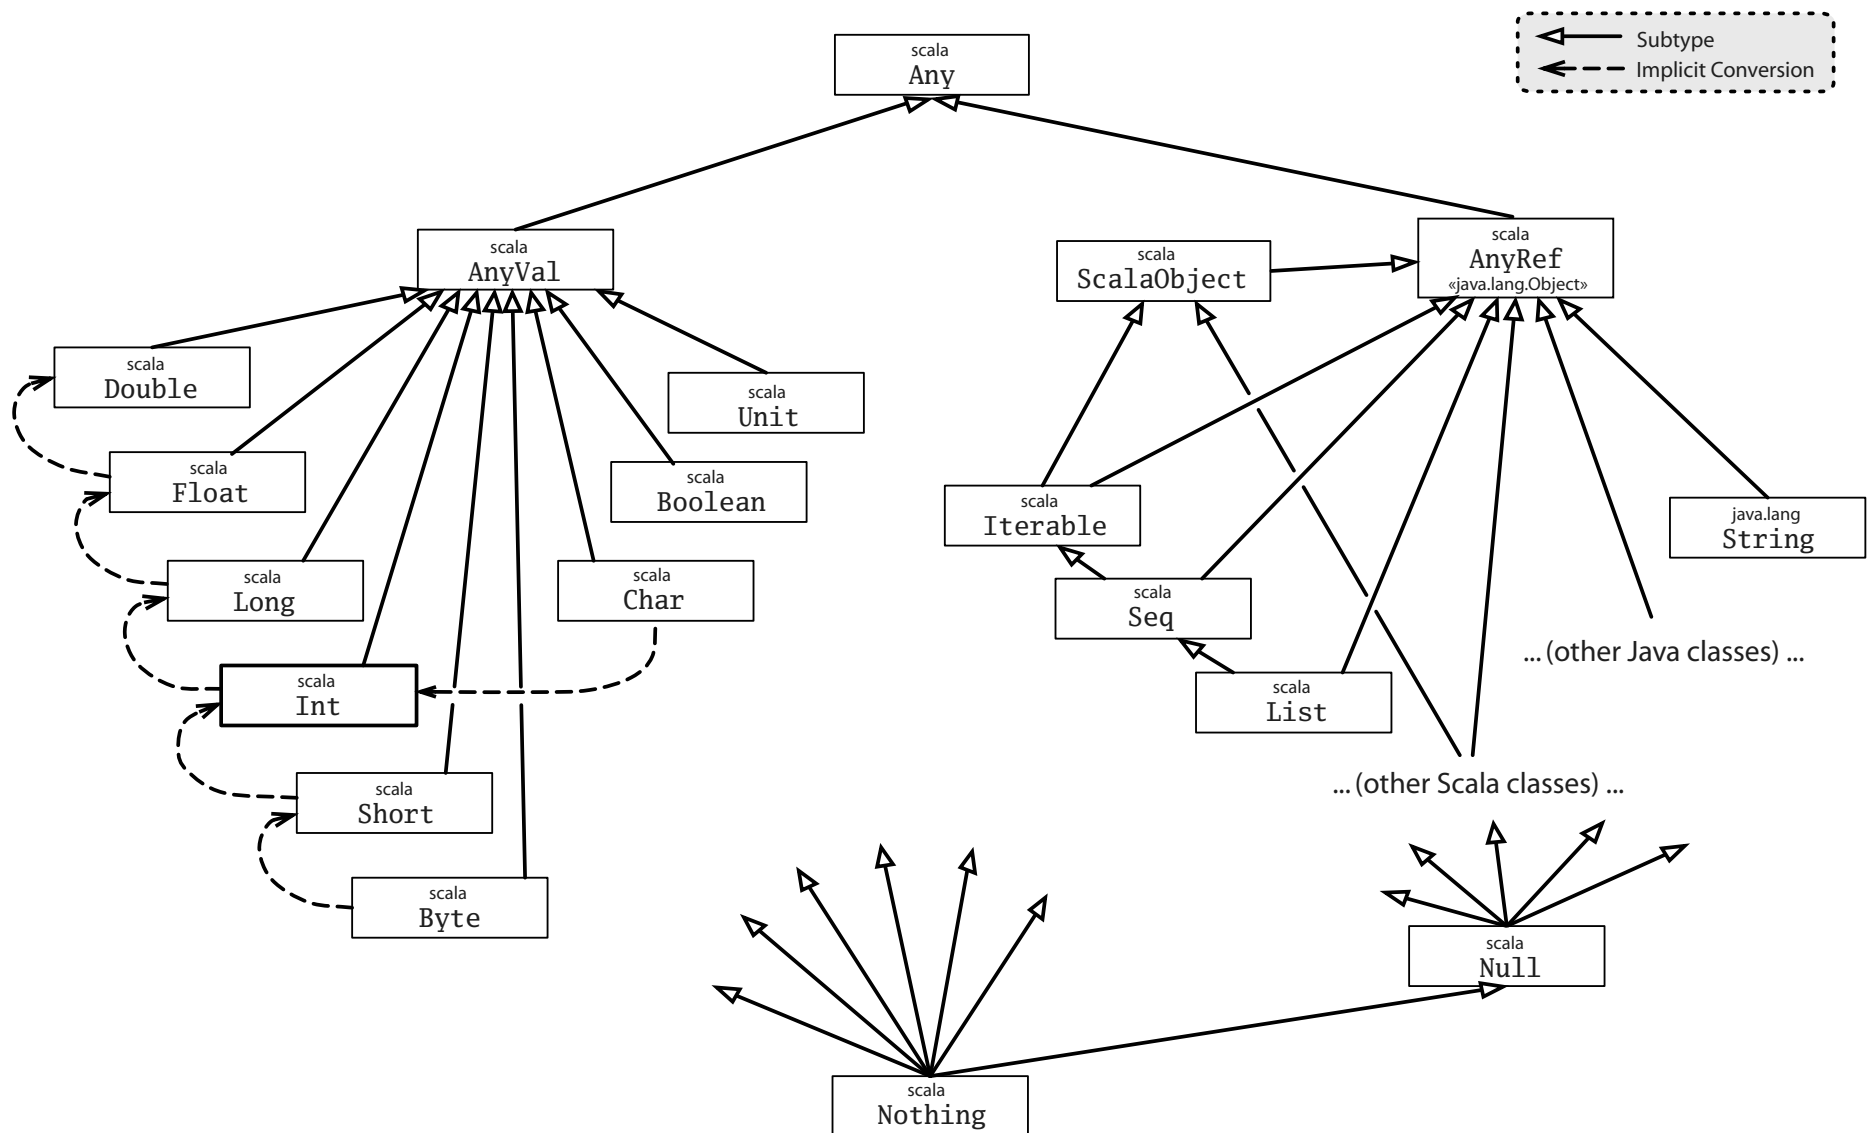 Subtype
Implicit Conversion
scala
Any
scala
AnyVal
scala
ScalaObject
scala
AnyRef
«java.lang.Object»
scala
Double
scala
Unit
scala
Float
scala
Boolean
scala
Iterable
java.lang
String
scala
Long
scala
Char
scala
Seq
... (other Java classes) ...
scala
Int
scala
List
... (other Scala classes) ...
scala
Short
scala
Byte
scala
Null
scala
Nothing